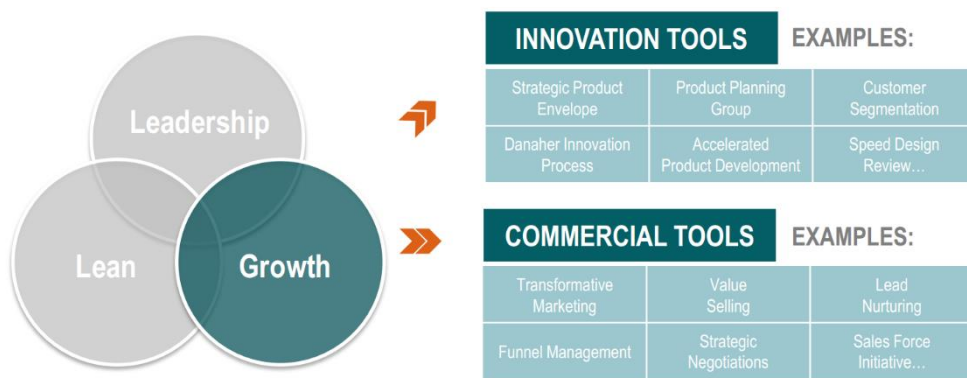 Leadership
Lean
Growth
INNOVATION TOOLS
EXAMPLES:
Strategic Product
Envelope
Product Planning
Group
Customer
Segmentation
Danaher Innovation
Process
Accelerated
Product Development
Speed Design
Review…
COMMERCIAL TOOLS
EXAMPLES:
Transformative
Marketing
Value
Selling
Lead
Nurturing
Funnel Management
Strategic
Negotiations
Sales Force
Initiative…